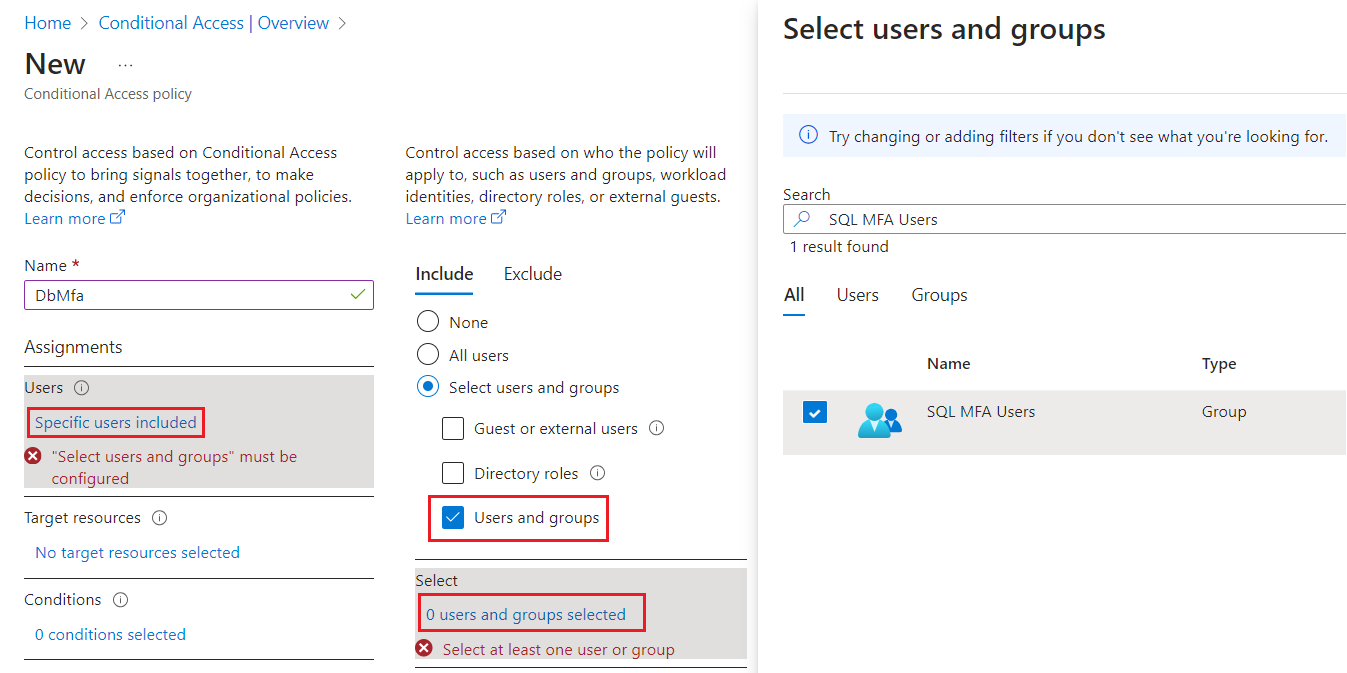 Home > Conditional Access | Overview >
New ...
Conditional Access policy
Control access based on Conditional Access
policy to bring signals together, to make
decisions, and enforce organizational policies.
Learn more
Name *
DbMfa
Assignments
Users
Specific users included
"Select users and groups" must be
configured
Target resources
No target resources selected
Conditions
0 conditions selected
Control access based on who the policy will
apply to, such as users and groups, workload
identities, directory roles, or external guests.
Learn more
Include Exclude
None
All users
Select users and groups
Guest or external users
Directory roles
Users and groups
Select
0 users and groups selected
Select at least one user or group
Select users and groups
Try changing or adding filters if you don't see what you're looking for.
Search
SQL MFA Users
1 result found
All Users Groups
Name Type
SQL MFA Users Group